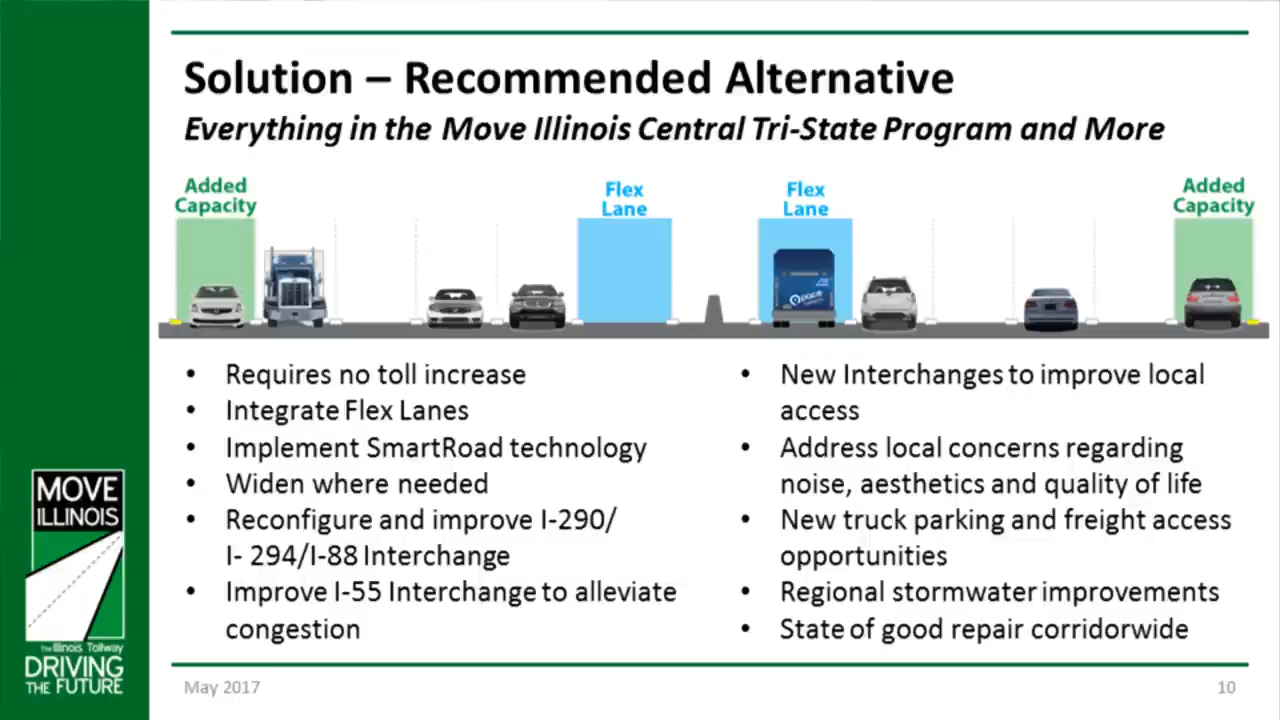 Solution – Recommended Alternative
Everything in the Move Illinois Central Tri-State Program and More
Added
Capacity
Flex
Lane
Flex
Lane
Added
Capacity
pace
• Requires no toll increase
• Integrate Flex Lanes
• Implement SmartRoad technology
• Widen where needed
• Reconfigure and improve I-290/
I- 294/I-88 Interchange
• Improve I-55 Interchange to alleviate
congestion
• New Interchanges to improve local
access
• Address local concerns regarding
noise, aesthetics and quality of life
• New truck parking and freight access
opportunities
• Regional stormwater improvements
• State of good repair corridorwide
MOVE
ILLINOIS
The Illinois Tollway
DRIVING
THE FUTURE
May 2017
10